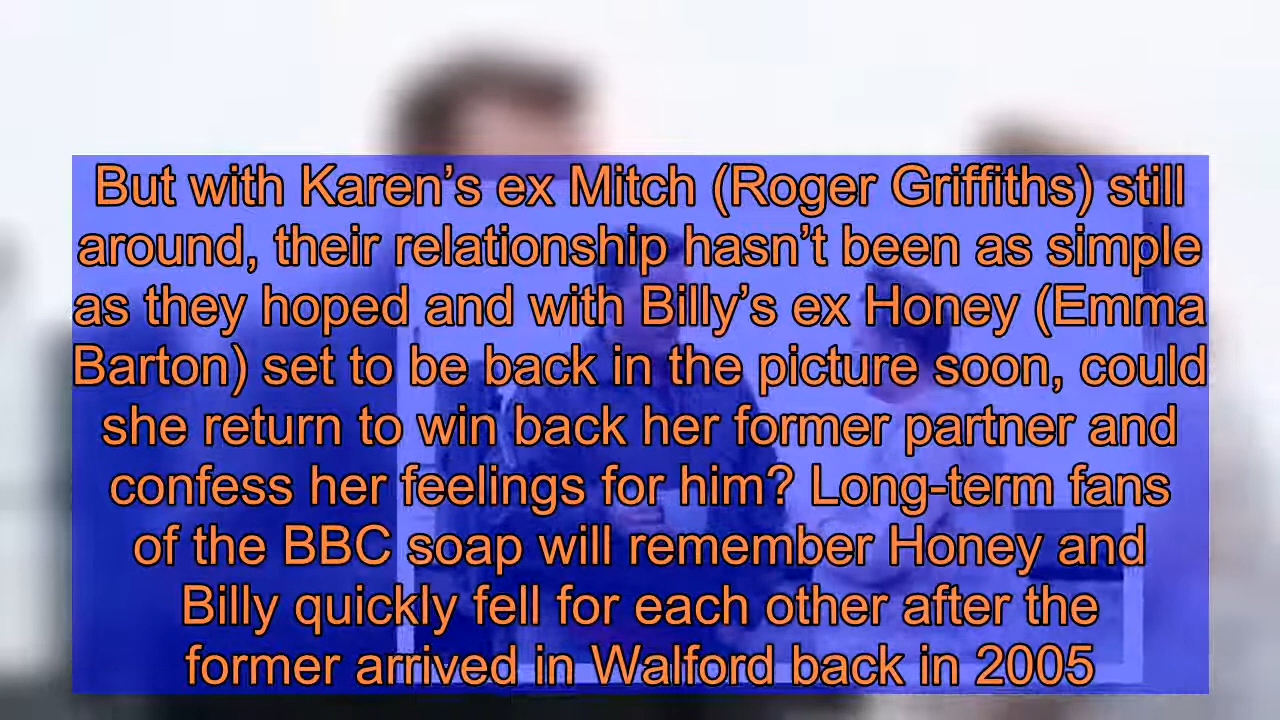 But with Karen’s ex Mitch (Roger Griffiths) still
around, their relationship hasn’t been as simple
as they hoped and with Billy’s ex Honey (Emma
Barton) set to be back in the picture soon, could
she return to win back her former partner and
confess her feelings for him? Long-term fans
of the BBC soap will remember Honey and
Billy quickly fell for each other after the
former arrived in Walford back in 2005